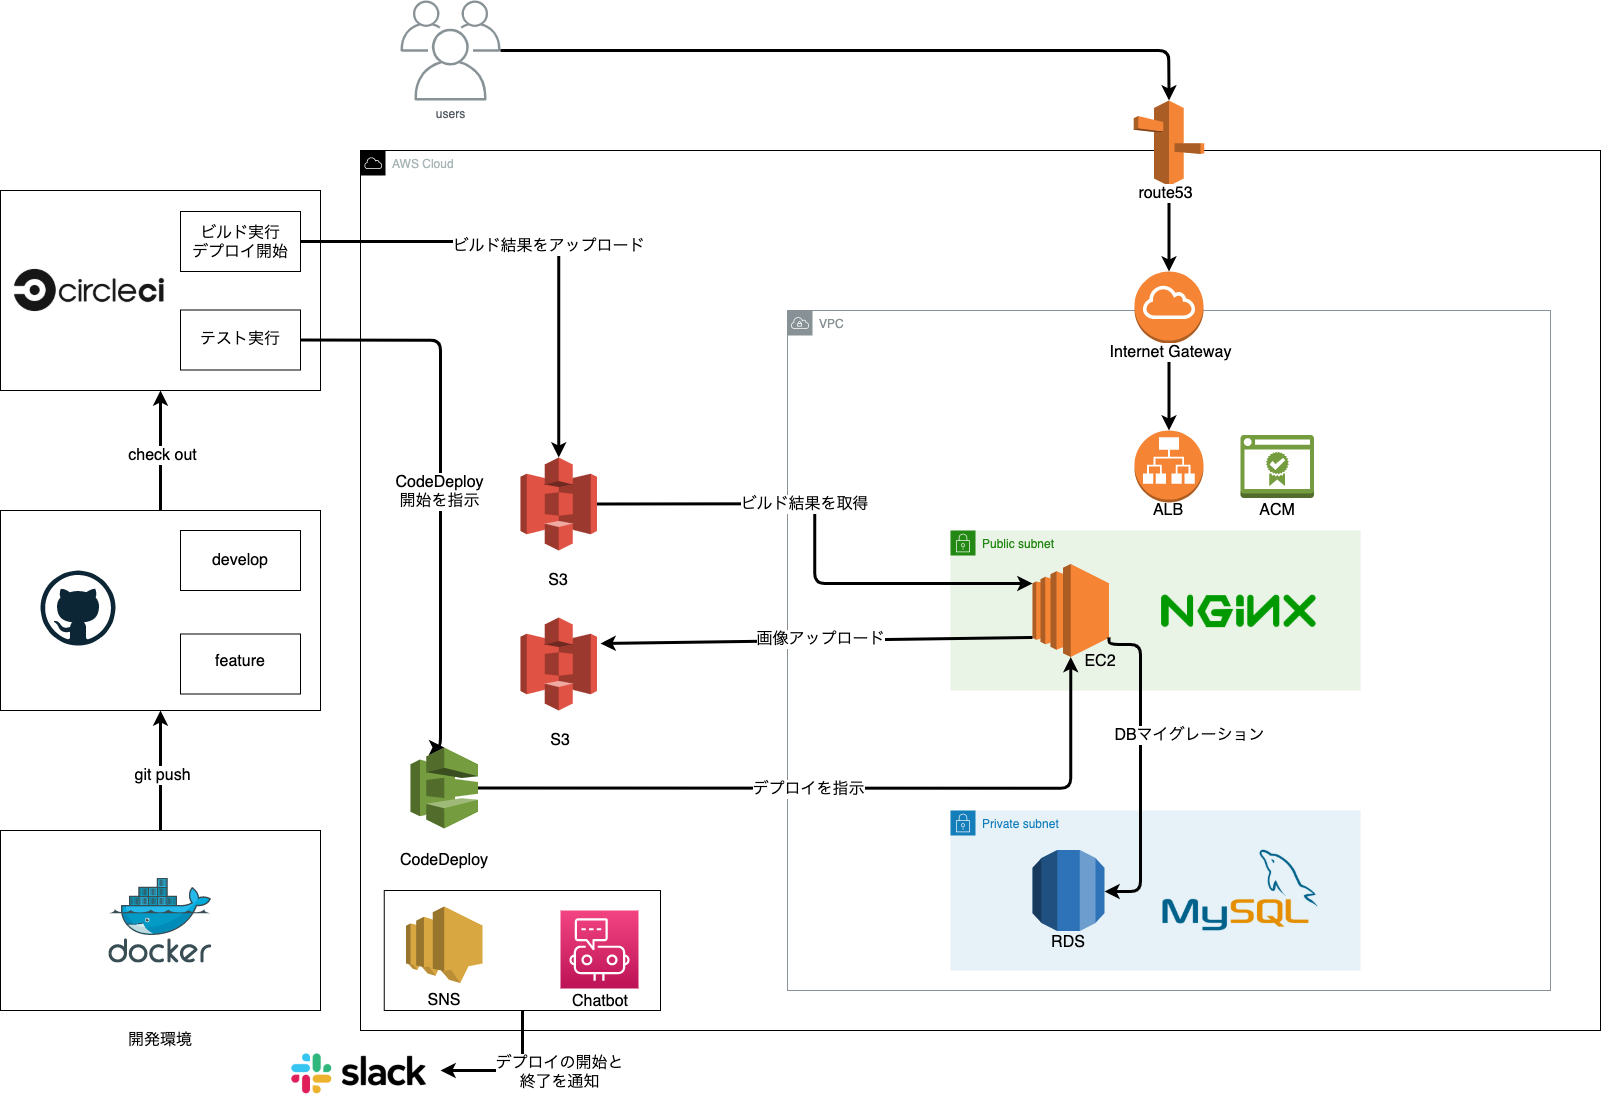 users
AWS Cloud
route53
ビルド実行
デプロイ開始
ビルド結果をアップロード
circleci
テスト実行
VPC
Internet Gateway
check out
CodeDeploy
開始を指示
ビルド結果を取得
ALB
ACM
S3
Public subnet
develop
NGINX
feature
画像アップロード
EC2
S3
DBマイグレーション
git push
デプロイを指示
Private subnet
CodeDeploy
docker
MySQL
RDS
SNS
Chatbot
開発環境
slack
デプロイの開始と
終了を通知